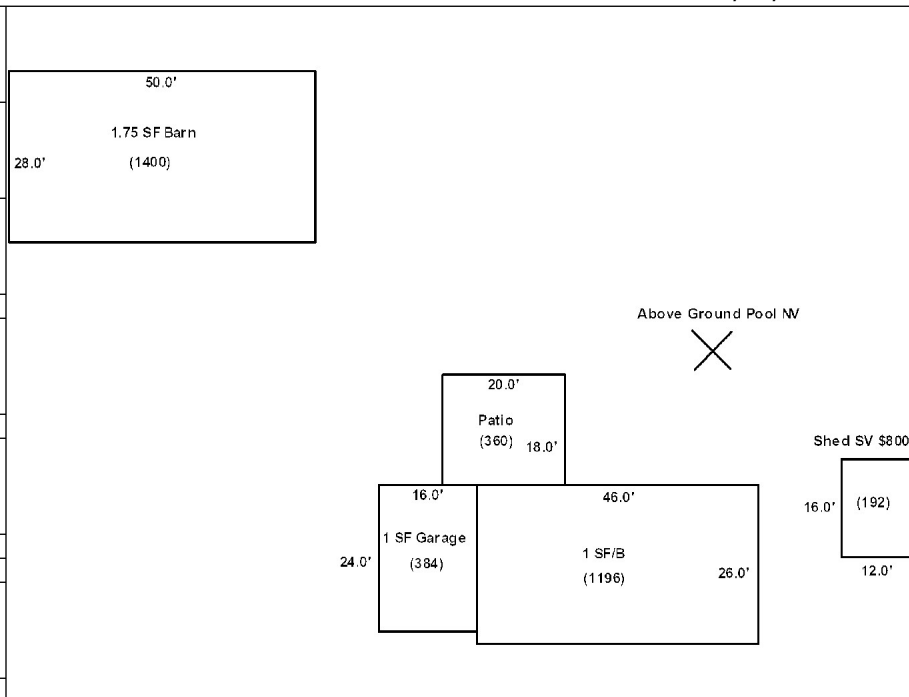 50.0'
1.75 SF Barn
28.0'
(1400)
Above Ground Pool NV
20.0'
Patio
(360)
18.0'
Shed SV $800
16.0'
46.0'
16.0'
(192)
1 SF Garage
24.0'
(384)
1 SF/B
(1196)
26.0'
12.0'